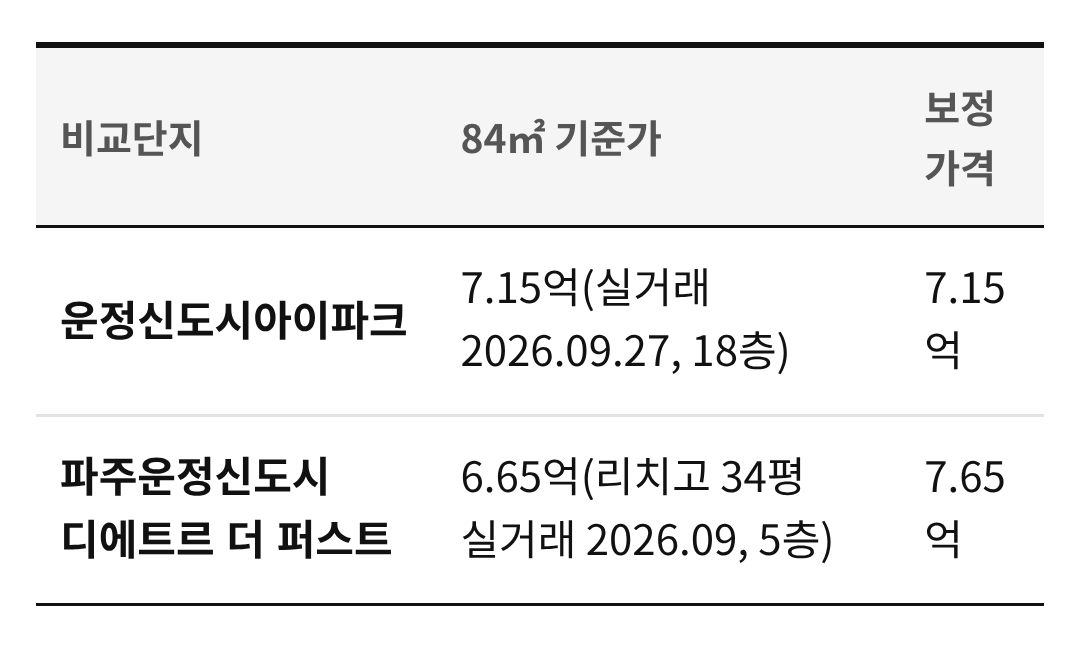 비교단지
84㎡ 기준가
보정
가격
운정신도시아이파크
7.15억(실거래
2026.09.27, 18층)
7.15
억
파주운정신도시
디에트르 더 퍼스트
6.65억(리치고 34평
실거래 2026.09, 5층)
7.65
억